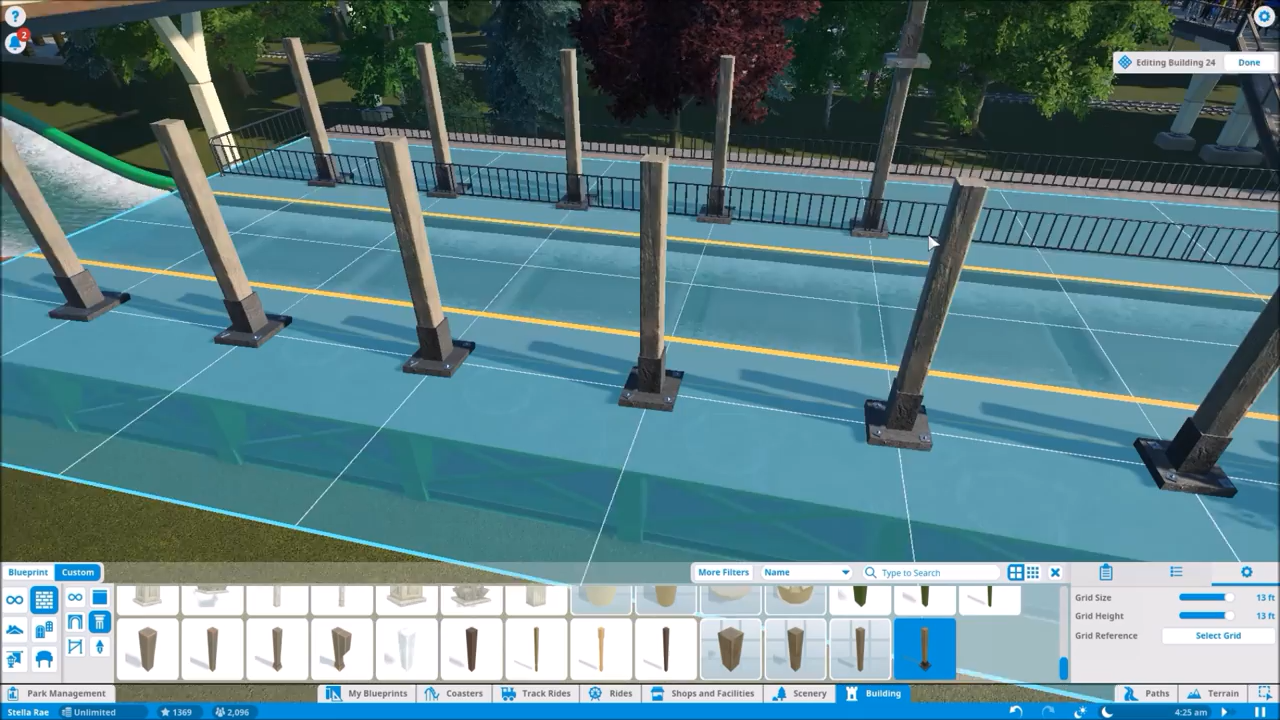 ?
2
Editing Building 24 Done
Blueprint Custom More Filters Name Type to Search
Grid Size 13 ft
Grid Height 13 ft
Grid Reference Select Grid
Park Management My Blueprints Coasters Track Rides Rides Shops and Facilities Scenery Building Paths Terrain
Stella Rae Unlimited 1369 2,096 4:25 am